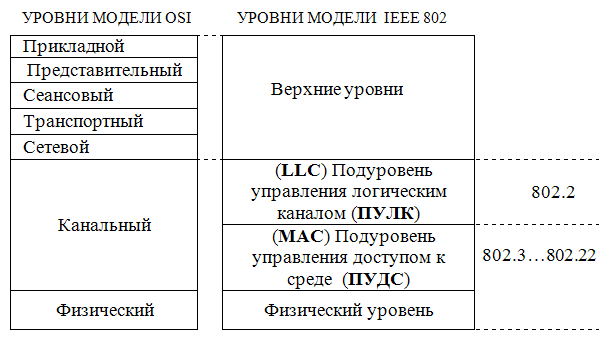 УРОВНИ МОДЕЛИ OSI
УРОВНИ МОДЕЛИ IEEE 802
Прикладной
Представительный
Сеансовый
Транспортный
Сетевой
Верхние уровни
Канальный
(LLC) Подуровень
управления логическим
каналом (ПУЛК)
802.2
(MAC) Подуровень
управления доступом к
среде (ПУДС)
802.3…802.22
Физический
Физический уровень